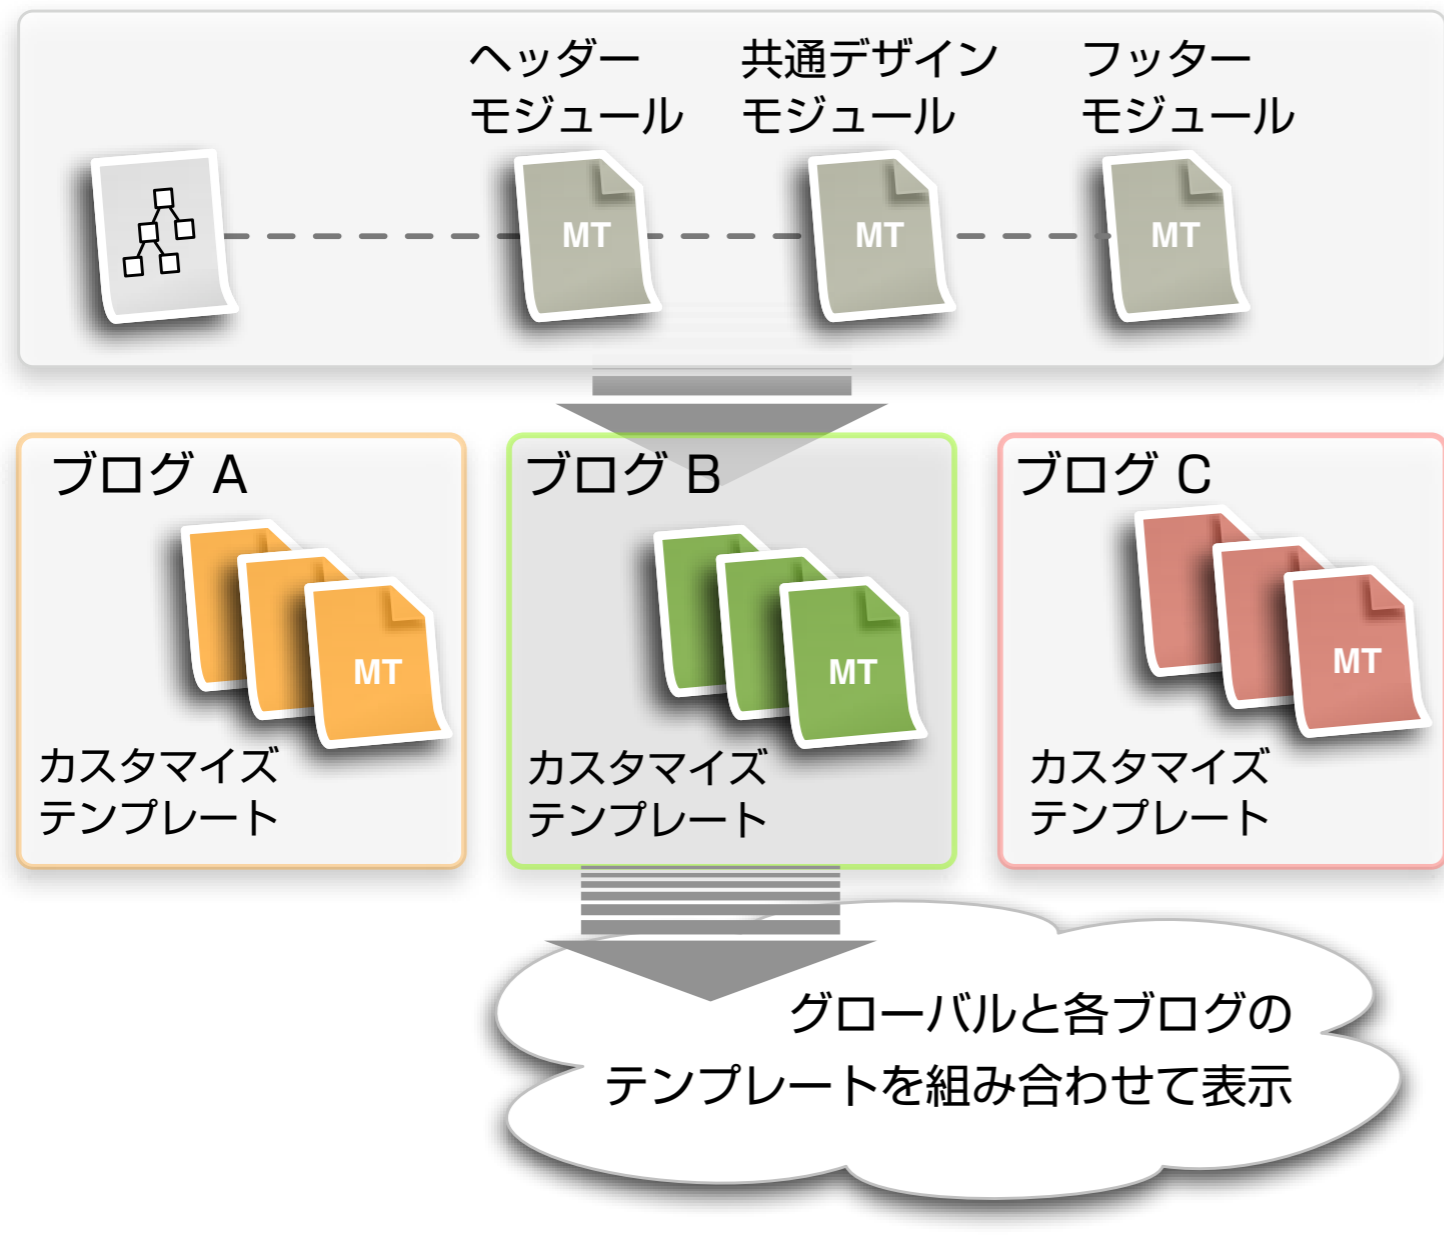 ヘッダー
モジュール
共通デザイン
モジュール
フッター
モジュール
MT
MT
MT
ブログ A
MT
カスタマイズ
テンプレート
ブログ B
MT
カスタマイズ
テンプレート
ブログ C
MT
カスタマイズ
テンプレート
グローバルと各ブログの
テンプレートを組み合わせて表示